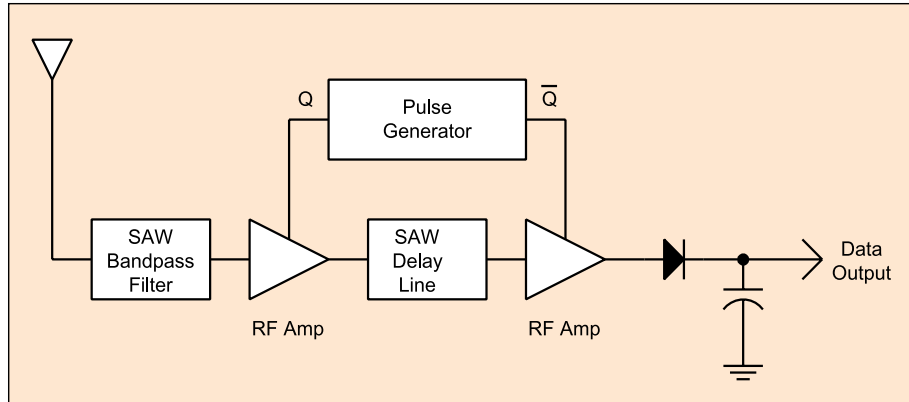 Q
Pulse
Generator
Q̅
SAW
Bandpass
Filter
RF Amp
SAW
Delay
Line
RF Amp
Data
Output